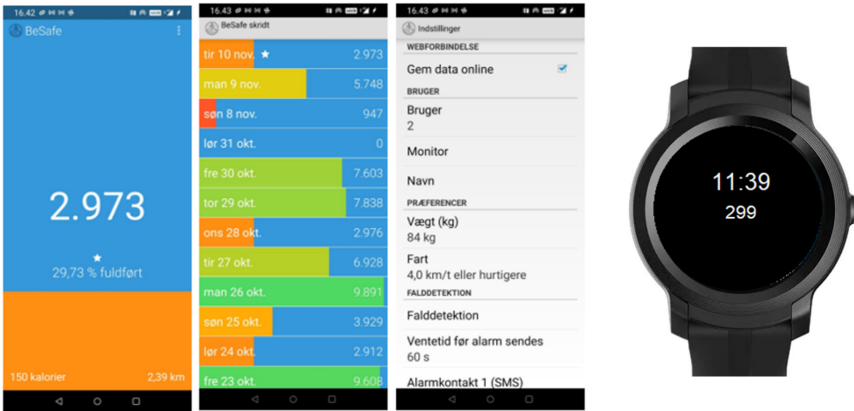 16.42
BeSafe
2.973
29,73 % fuldført
150 kalorier
2,39 km
16.43
BeSafe skridt
tir 10 nov.
2.973
man 9 nov.
5.748
søn 8 nov.
947
lør 31 okt.
0
fre 30 okt.
7.603
tor 29 okt.
7.838
ons 28 okt.
2.976
tir 27 okt.
6.928
man 26 okt.
9.891
søn 25 okt.
3.929
lør 24 okt.
2.912
fre 23 okt.
9.608
16.43
Indstillinger
WEBFORBINDELSE
Gem data online
BRUGER
Bruger
2
Monitor
Navn
PRÆFERENCER
Vægt (kg)
84 kg
Fart
4,0 km/t eller hurtigere
FALDDETEKTION
Falddetektion
Ventetid før alarm sendes
60 s
Alarmkontakt 1 (SMS)
11:39
299